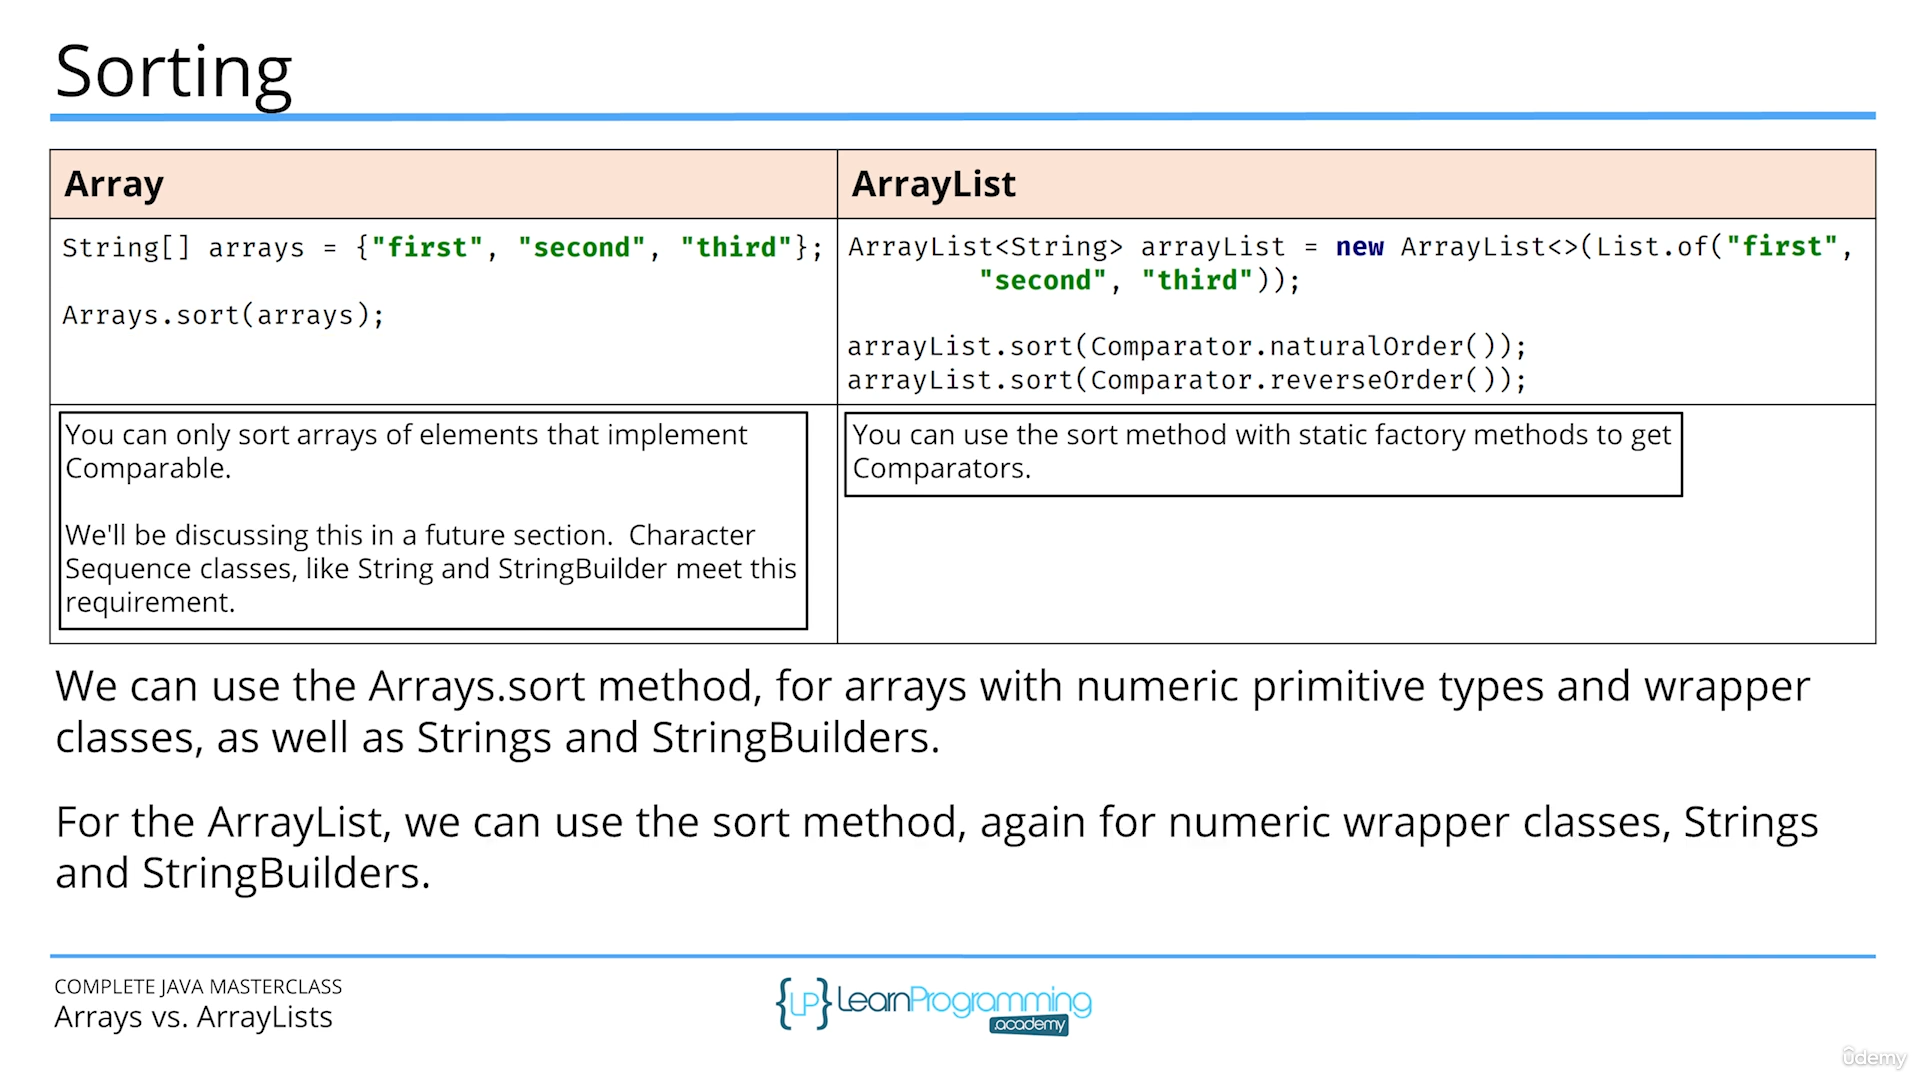 Sorting
Array
ArrayList
String[] arrays = {"first", "second", "third"};
Arrays.sort(arrays);
ArrayList<String> arrayList = new ArrayList<>(List.of("first",
"second", "third"));
arrayList.sort(Comparator.naturalOrder());
arrayList.sort(Comparator.reverseOrder());
You can only sort arrays of elements that implement
Comparable.
We'll be discussing this in a future section.  Character
Sequence classes, like String and StringBuilder meet this
requirement.
You can use the sort method with static factory methods to get
Comparators.
We can use the Arrays.sort method, for arrays with numeric primitive types and wrapper
classes, as well as Strings and StringBuilders.
For the ArrayList, we can use the sort method, again for numeric wrapper classes, Strings
and StringBuilders.
COMPLETE JAVA MASTERCLASS
Arrays vs. ArrayLists
{LP} LearnProgramming
.academy
ûdemy